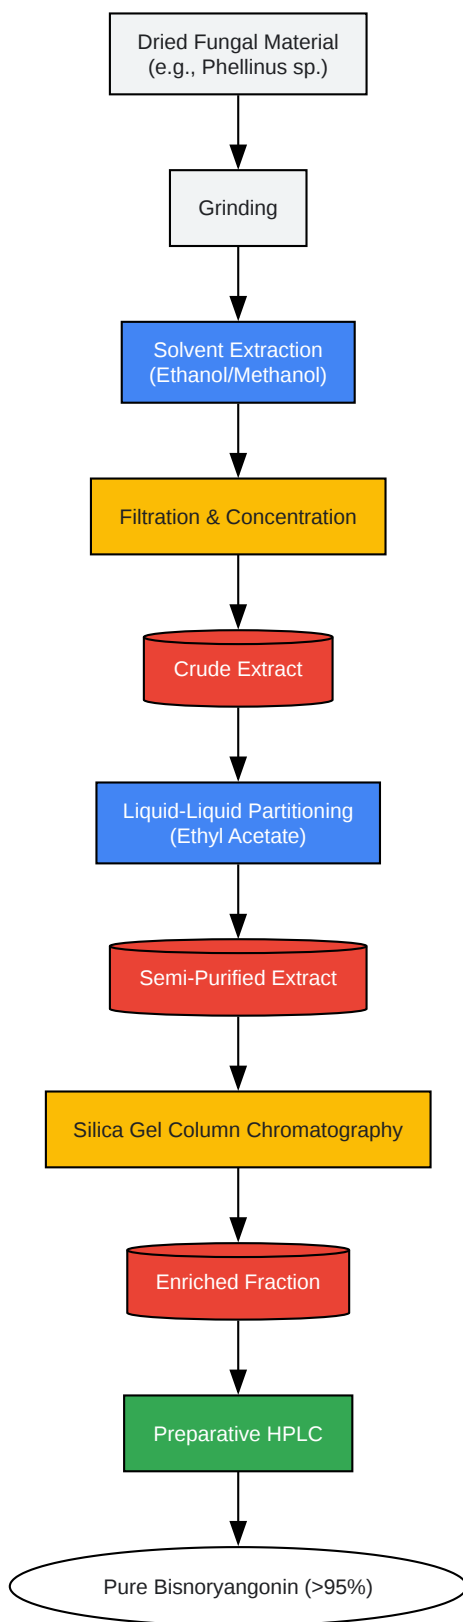 Dried Fungal Material
(e.g., Phellinus sp.)
Grinding
Solvent Extraction
(Ethanol/Methanol)
Filtration & Concentration
Crude Extract
Liquid-Liquid Partitioning
(Ethyl Acetate)
Semi-Purified Extract
Silica Gel Column Chromatography
Enriched Fraction
Preparative HPLC
Pure Bisnoryangonin (>95%)